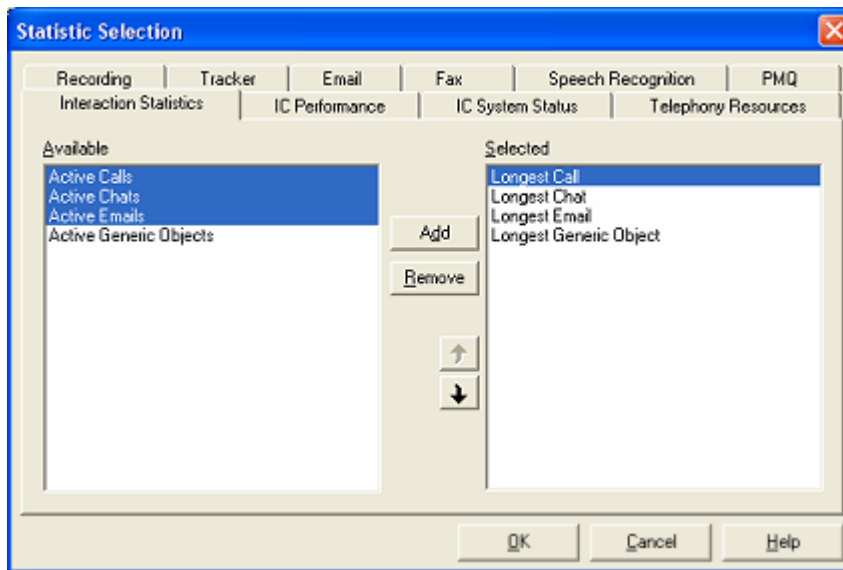 Statistic Selection
Recording Tracker Email Fax Speech Recognition PMQ
Interaction Statistics IC Performance IC System Status Telephony Resources
Available
Active Calls
Active Chats
Active Emails
Active Generic Objects
Add
Remove
Selected
Longest Call
Longest Chat
Longest Email
Longest Generic Object
OK Cancel Help